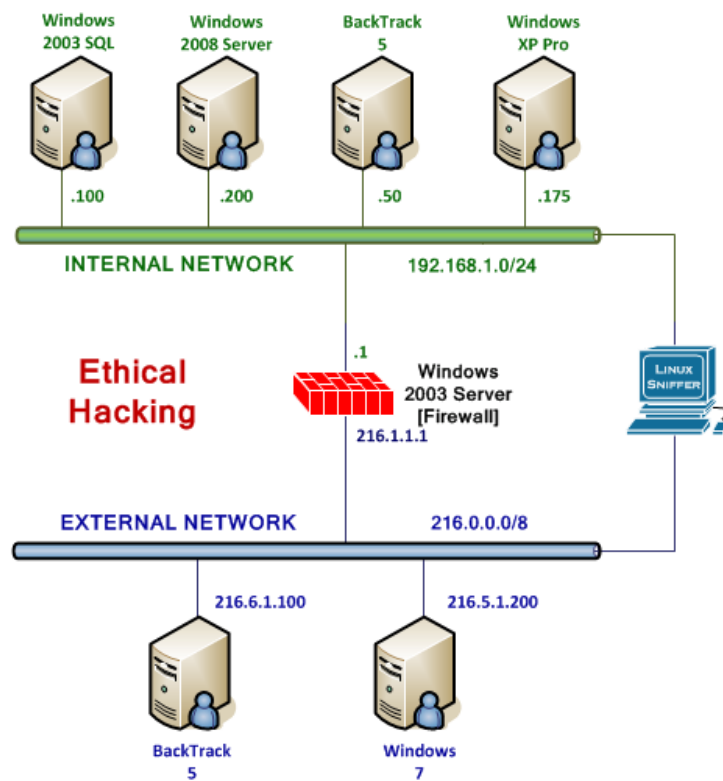 Windows
2003 SQL
Windows
2008 Server
BackTrack
5
Windows
XP Pro
.100
.200
.50
.175
INTERNAL NETWORK
192.168.1.0/24
Ethical
Hacking
.1
Windows
2003 Server
[Firewall]
216.1.1.1
LINUX
SNIFFER
EXTERNAL NETWORK
216.0.0.0/8
216.6.1.100
216.5.1.200
BackTrack
5
Windows
7